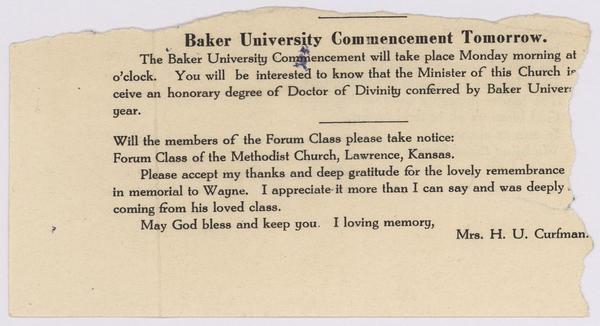 Baker University Commencement Tomorrow.
The Baker University Commencement will take place Monday morning at
o'clock. You will be interested to know that the Minister of this Church is
ceive an honorary degree of Doctor of Divinity conferred by Baker Univers
year.
Will the members of the Forum Class please take notice:
Forum Class of the Methodist Church, Lawrence, Kansas.
Please accept my thanks and deep gratitude for the lovely remembrance
in memorial to Wayne. I appreciate it more than I can say and was deeply
coming from his loved class.
May God bless and keep you. I loving memory,
Mrs. H. U. Curfman.